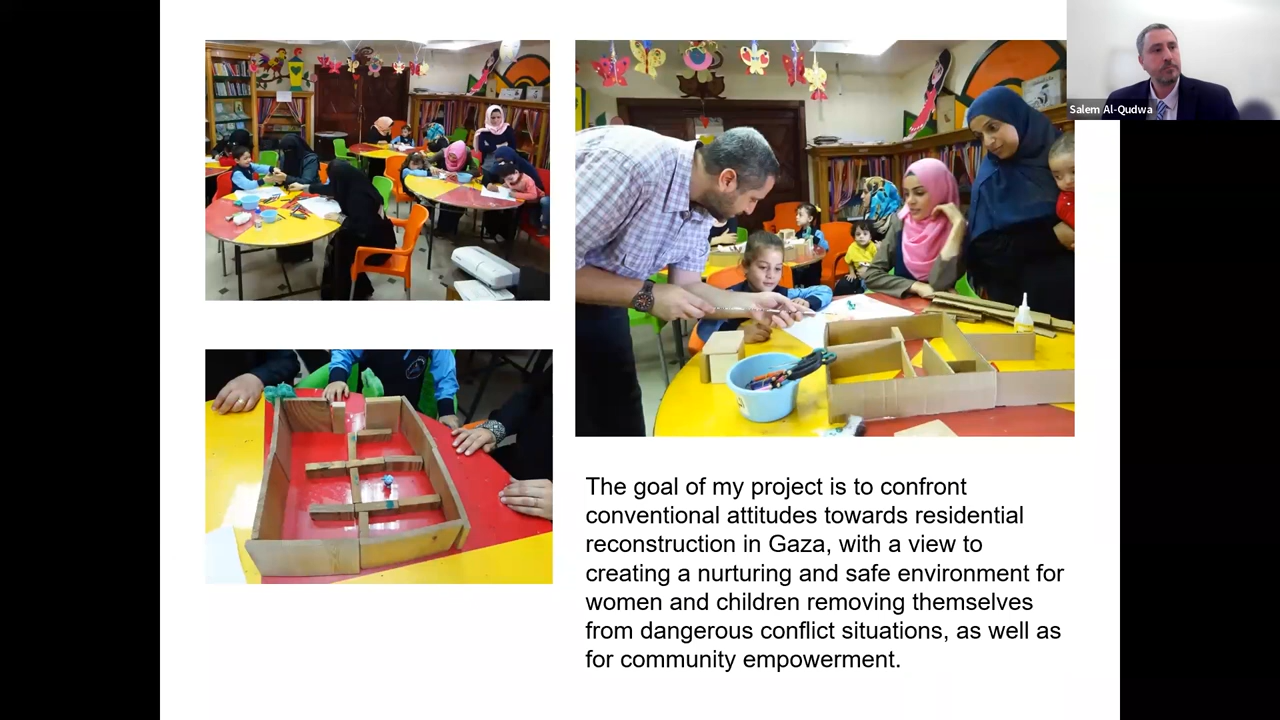 Salem Al-Qudwa
The goal of my project is to confront
conventional attitudes towards residential
reconstruction in Gaza, with a view to
creating a nurturing and safe environment for
women and children removing themselves
from dangerous conflict situations, as well as
for community empowerment.